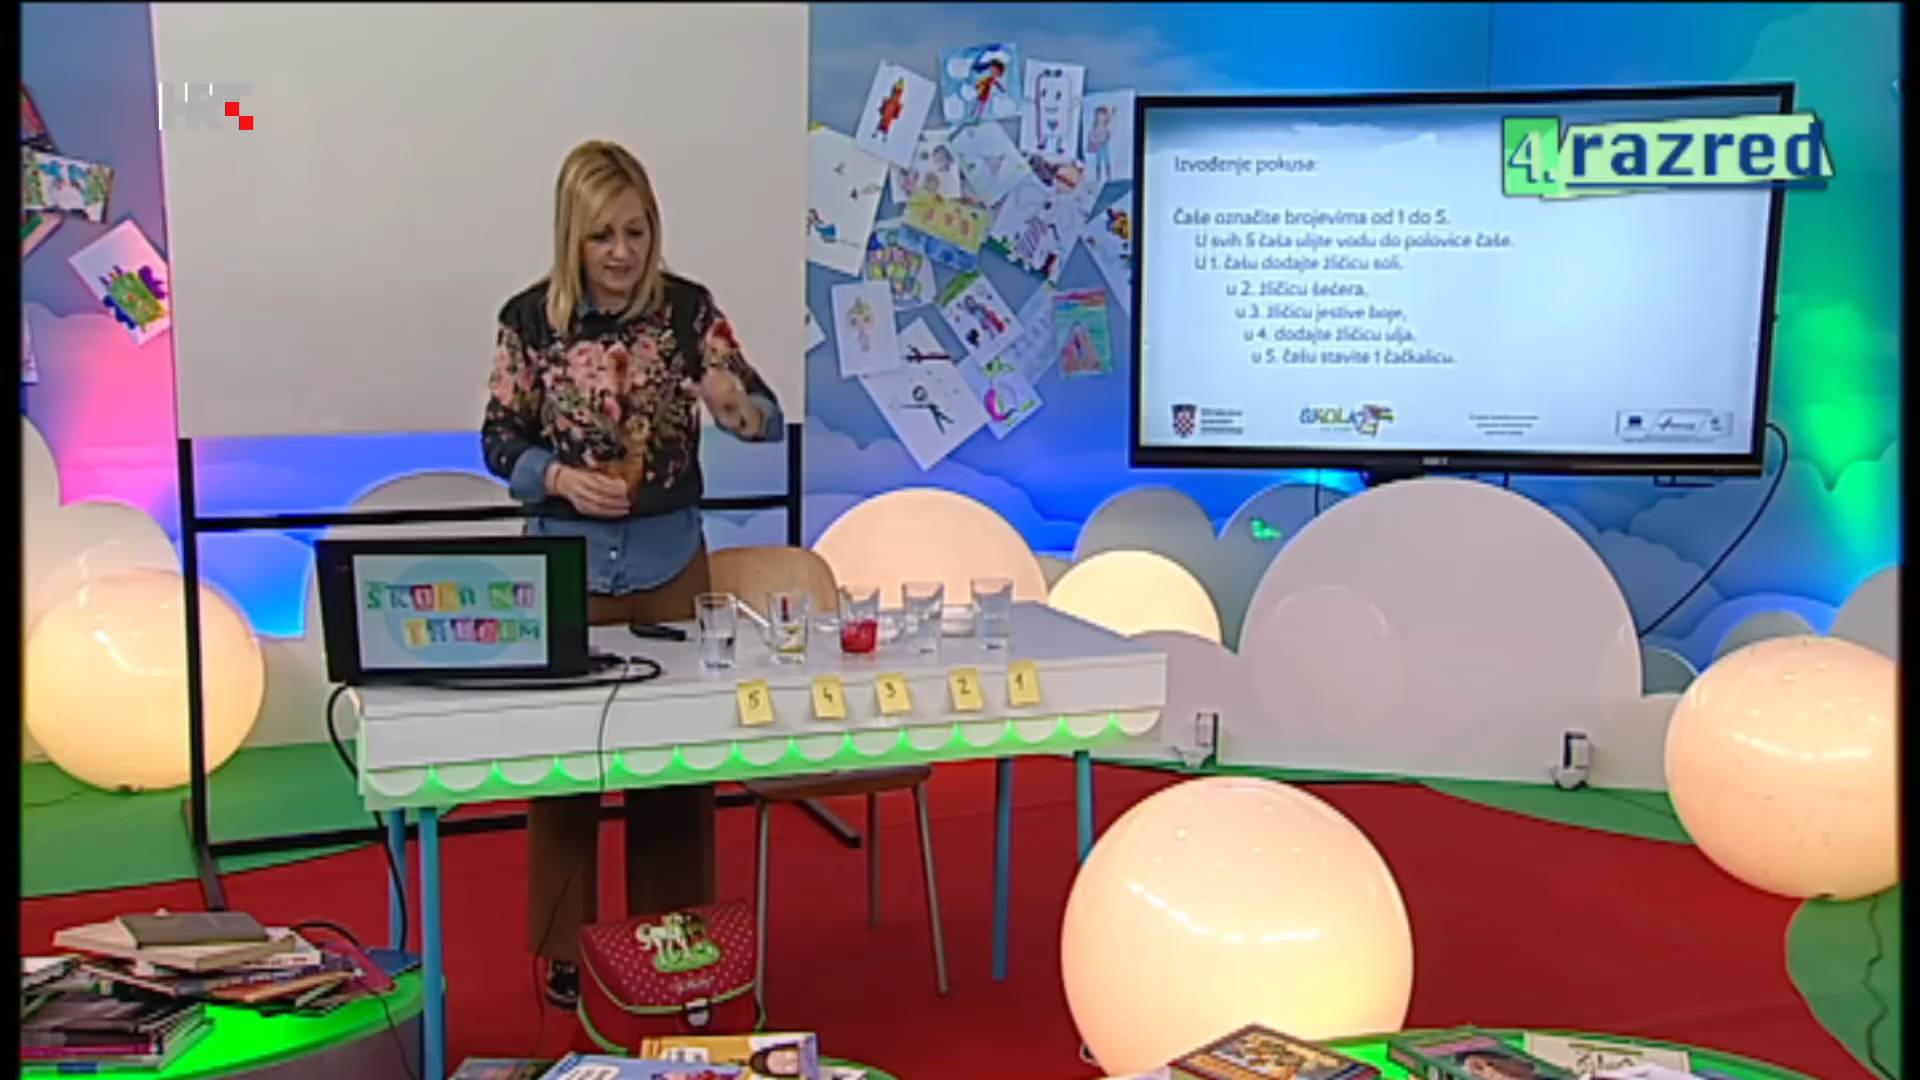 HRT
4. razred
Izvođenje pokusa:
Čaše označite brojevima od 1 do 5.
U svih 5 čaša ulijte vodu do polovice čaše.
U 1. čašu dodajte žličicu soli,
u 2. žličicu šećera,
u 3. žličicu jestive boje,
u 4. dodajte žličicu ulja,
u 5. čašu stavite 1 čačkalicu.
ŠKOLA
ŠKOLA NA
TREĆEM
5 4 3 2 1